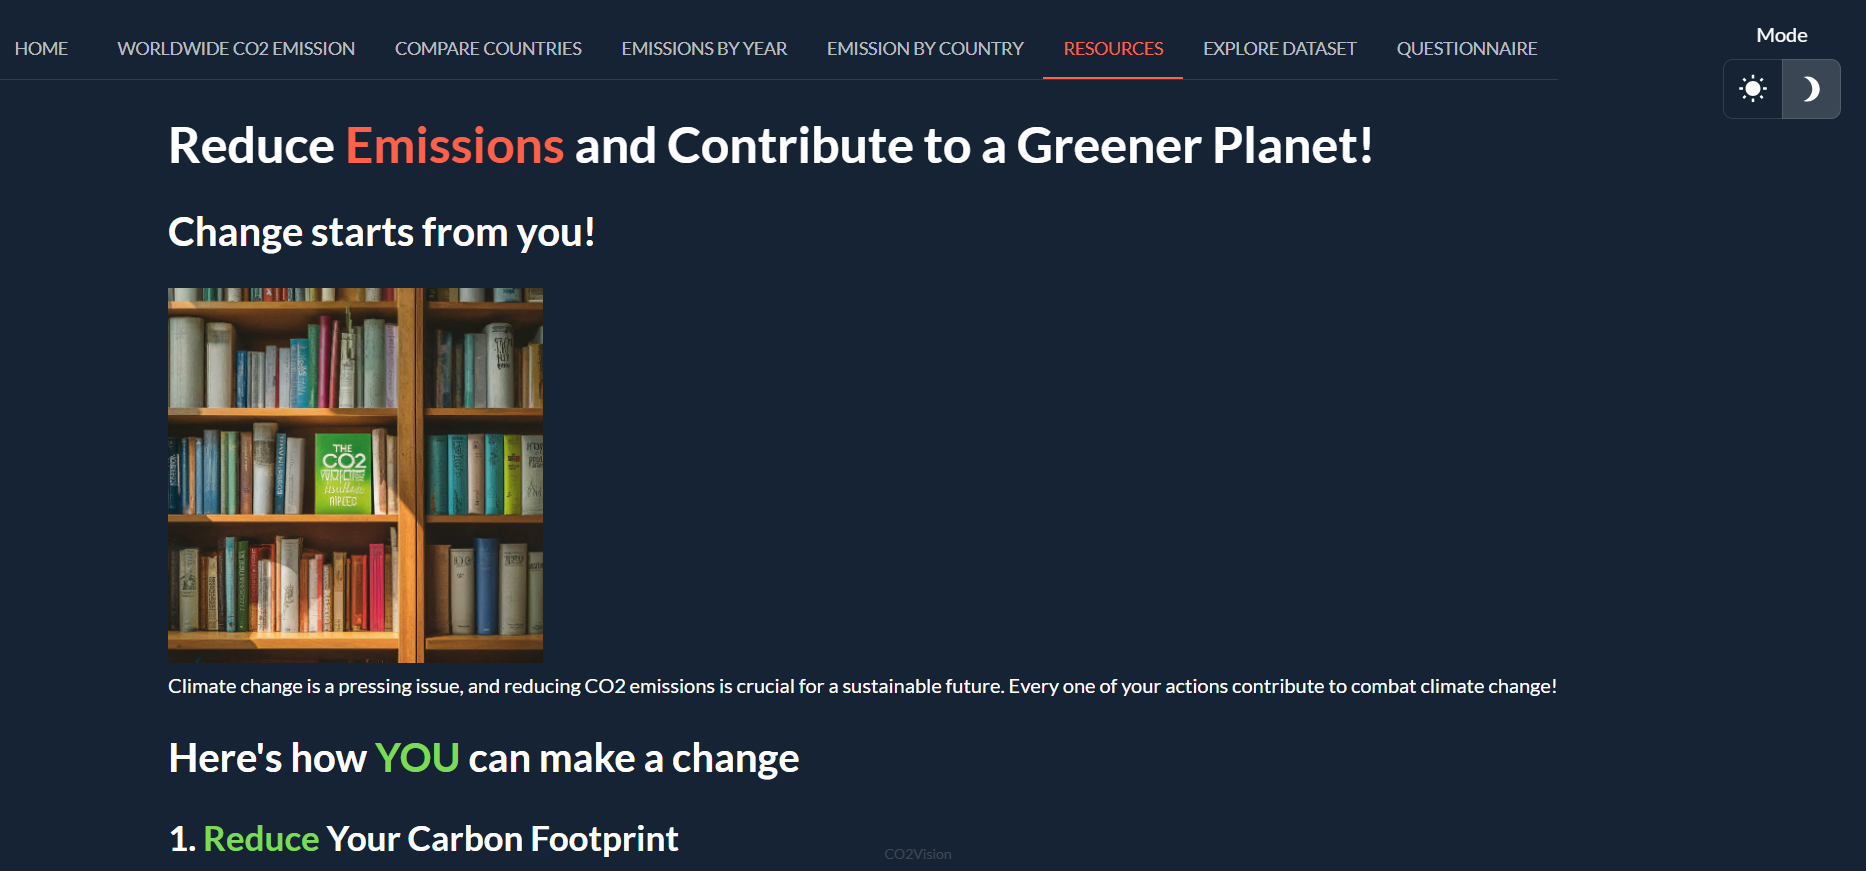 HOME WORLDWIDE CO2 EMISSION COMPARE COUNTRIES EMISSIONS BY YEAR EMISSION BY COUNTRY RESOURCES EXPLORE DATASET QUESTIONNAIRE
Mode
Reduce Emissions and Contribute to a Greener Planet!
Change starts from you!
THE
CO2
Climate change is a pressing issue, and reducing CO2 emissions is crucial for a sustainable future. Every one of your actions contribute to combat climate change!
Here's how YOU can make a change
1. Reduce Your Carbon Footprint
CO2Vision